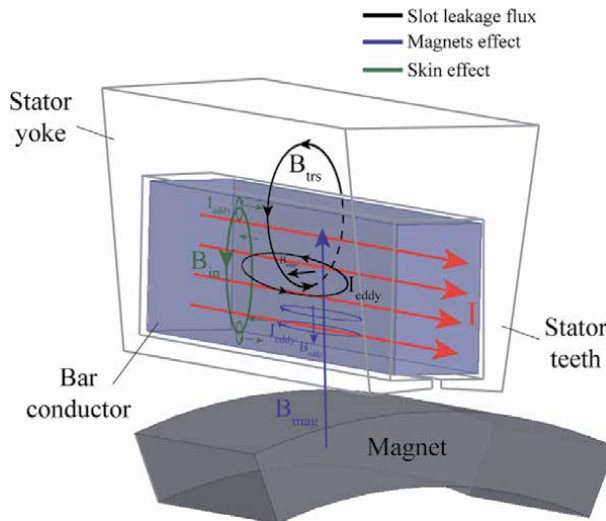 Slot leakage flux
Magnets effect
Skin effect
Stator
yoke
B_trs
I_eddy
B_in
I_eddy
I
I_eddy
B_mag
Stator
teeth
Bar
conductor
Magnet